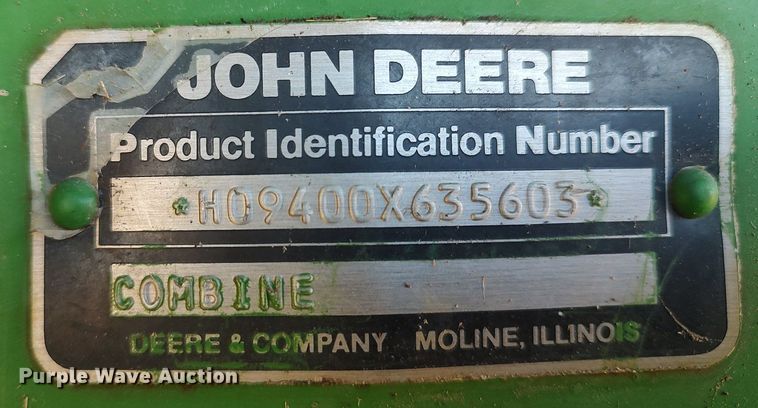 JOHN DEERE
Product Identification Number
*H09400X635603*
COMBINE
DEERE & COMPANY MOLINE, ILLINOIS
Purple Wave Auction